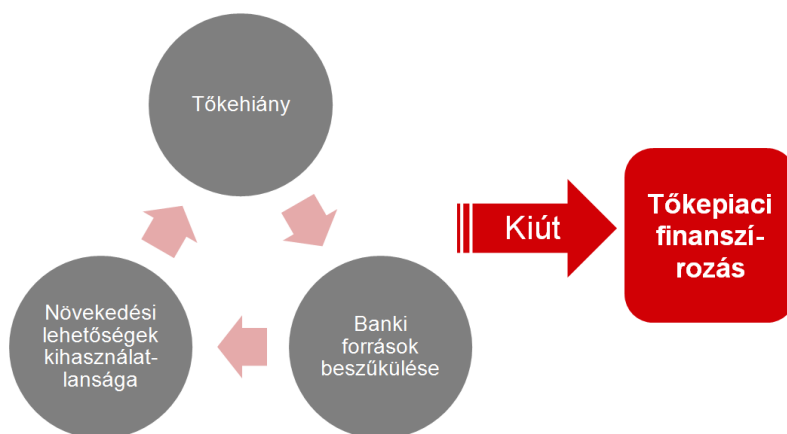 Tőkehiány
Banki
források
beszűkülése
Növekedési
lehetőségek
kihasználat-
lansága
Kiút
Tőkepiaci
finanszí-
rozás